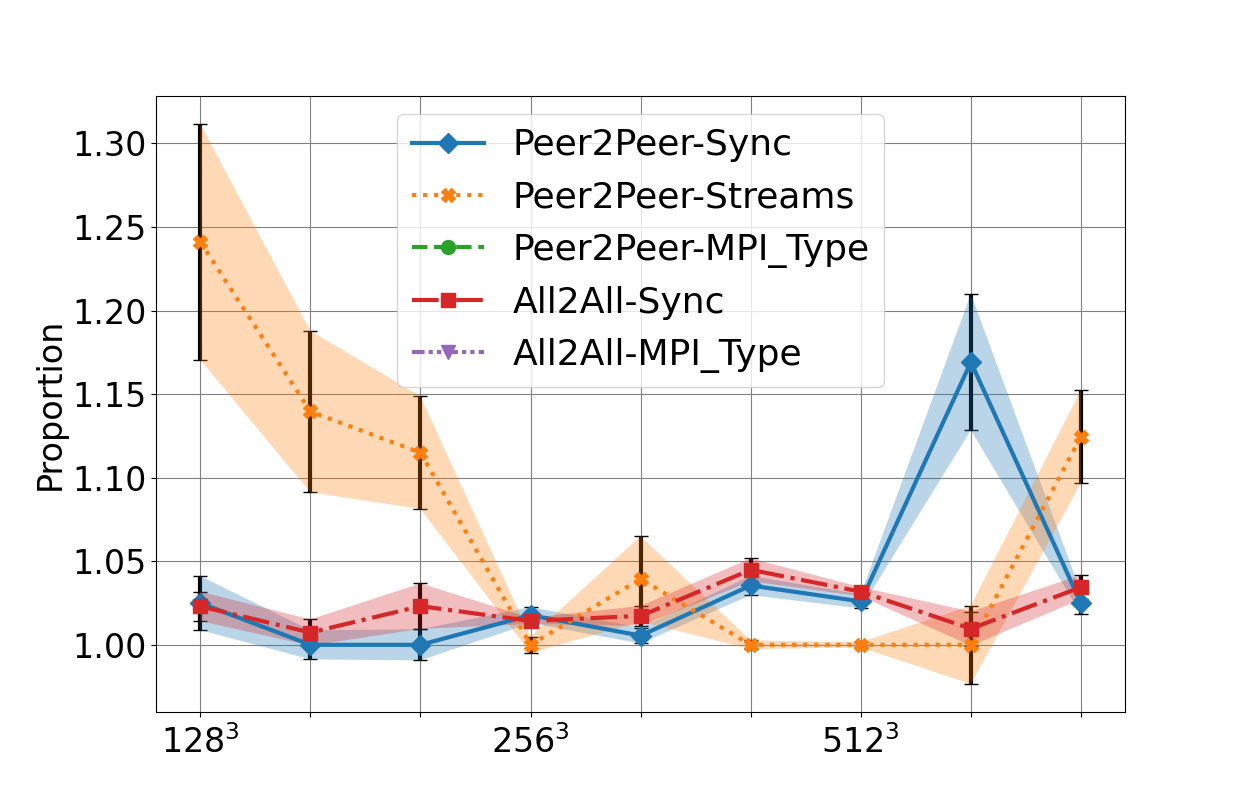 1.30
1.25
1.20
1.15
1.10
1.05
1.00
Proportion
Peer2Peer-Sync
Peer2Peer-Streams
Peer2Peer-MPI_Type
All2All-Sync
All2All-MPI_Type
128³
256³
512³